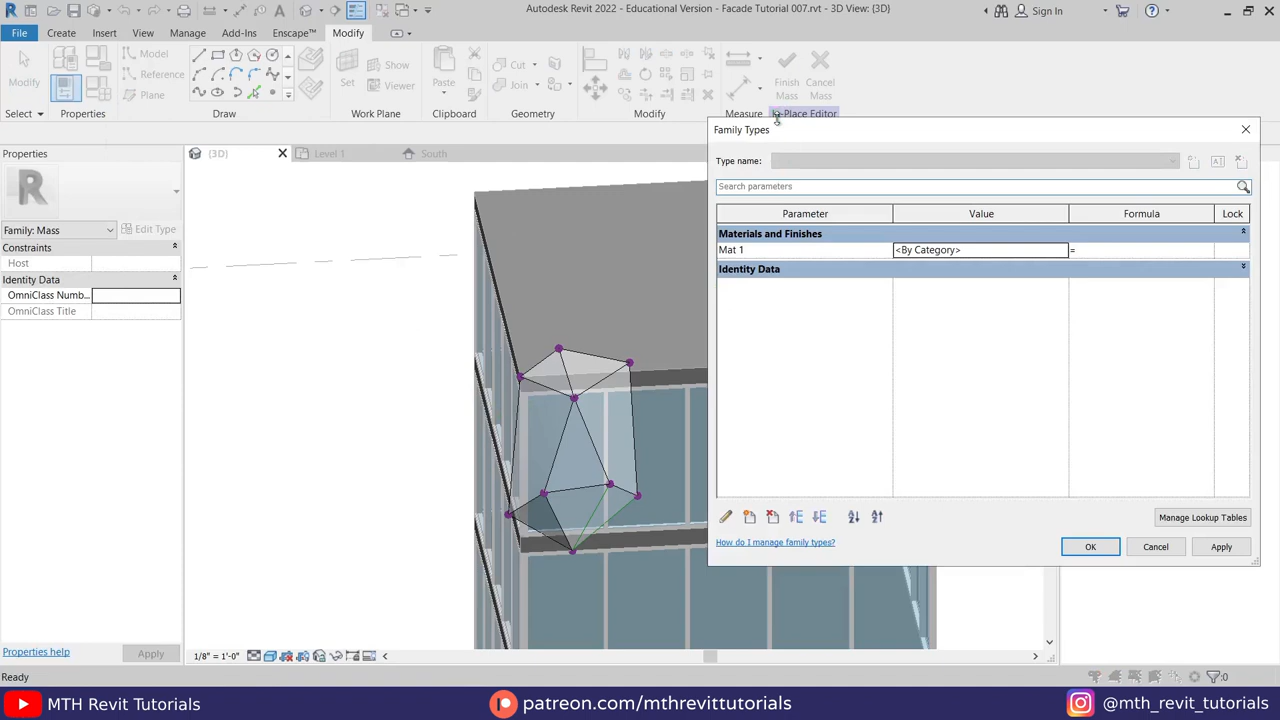 Autodesk Revit 2022 - Educational Version - Facade Tutorial 007.rvt - 3D View: {3D}
Sign In
File Create Insert View Manage Add-Ins Enscape™ Modify
Modify
Model
Reference
Plane
Set
Show
Viewer
Paste
Cut
Join
Finish Mass
Cancel Mass
Select Properties Draw Work Plane Clipboard Geometry Modify Measure In-Place Editor
Properties
(3D) Level 1 South
Family: Mass Edit Type
Constraints
Host
Identity Data
OmniClass Numb...
OmniClass Title
Family Types
Type name:
Search parameters
Parameter Value Formula Lock
Materials and Finishes
Mat 1 <By Category> =
Identity Data
Manage Lookup Tables
How do I manage family types?
OK Cancel Apply
Properties help Apply
1/8" = 1'-0"
Ready
:0
MTH Revit Tutorials patreon.com/mthrevittutorials @mth_revit_tutorials